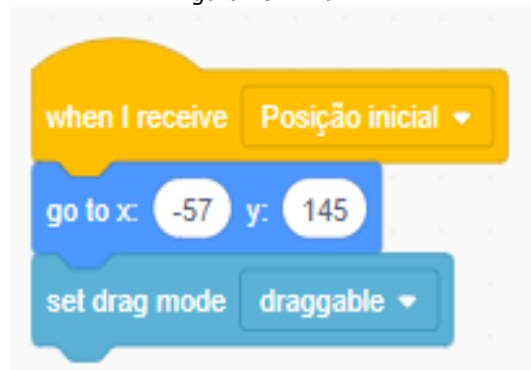 when I receive Posição inicial
go to x: -57 y: 145
set drag mode draggable